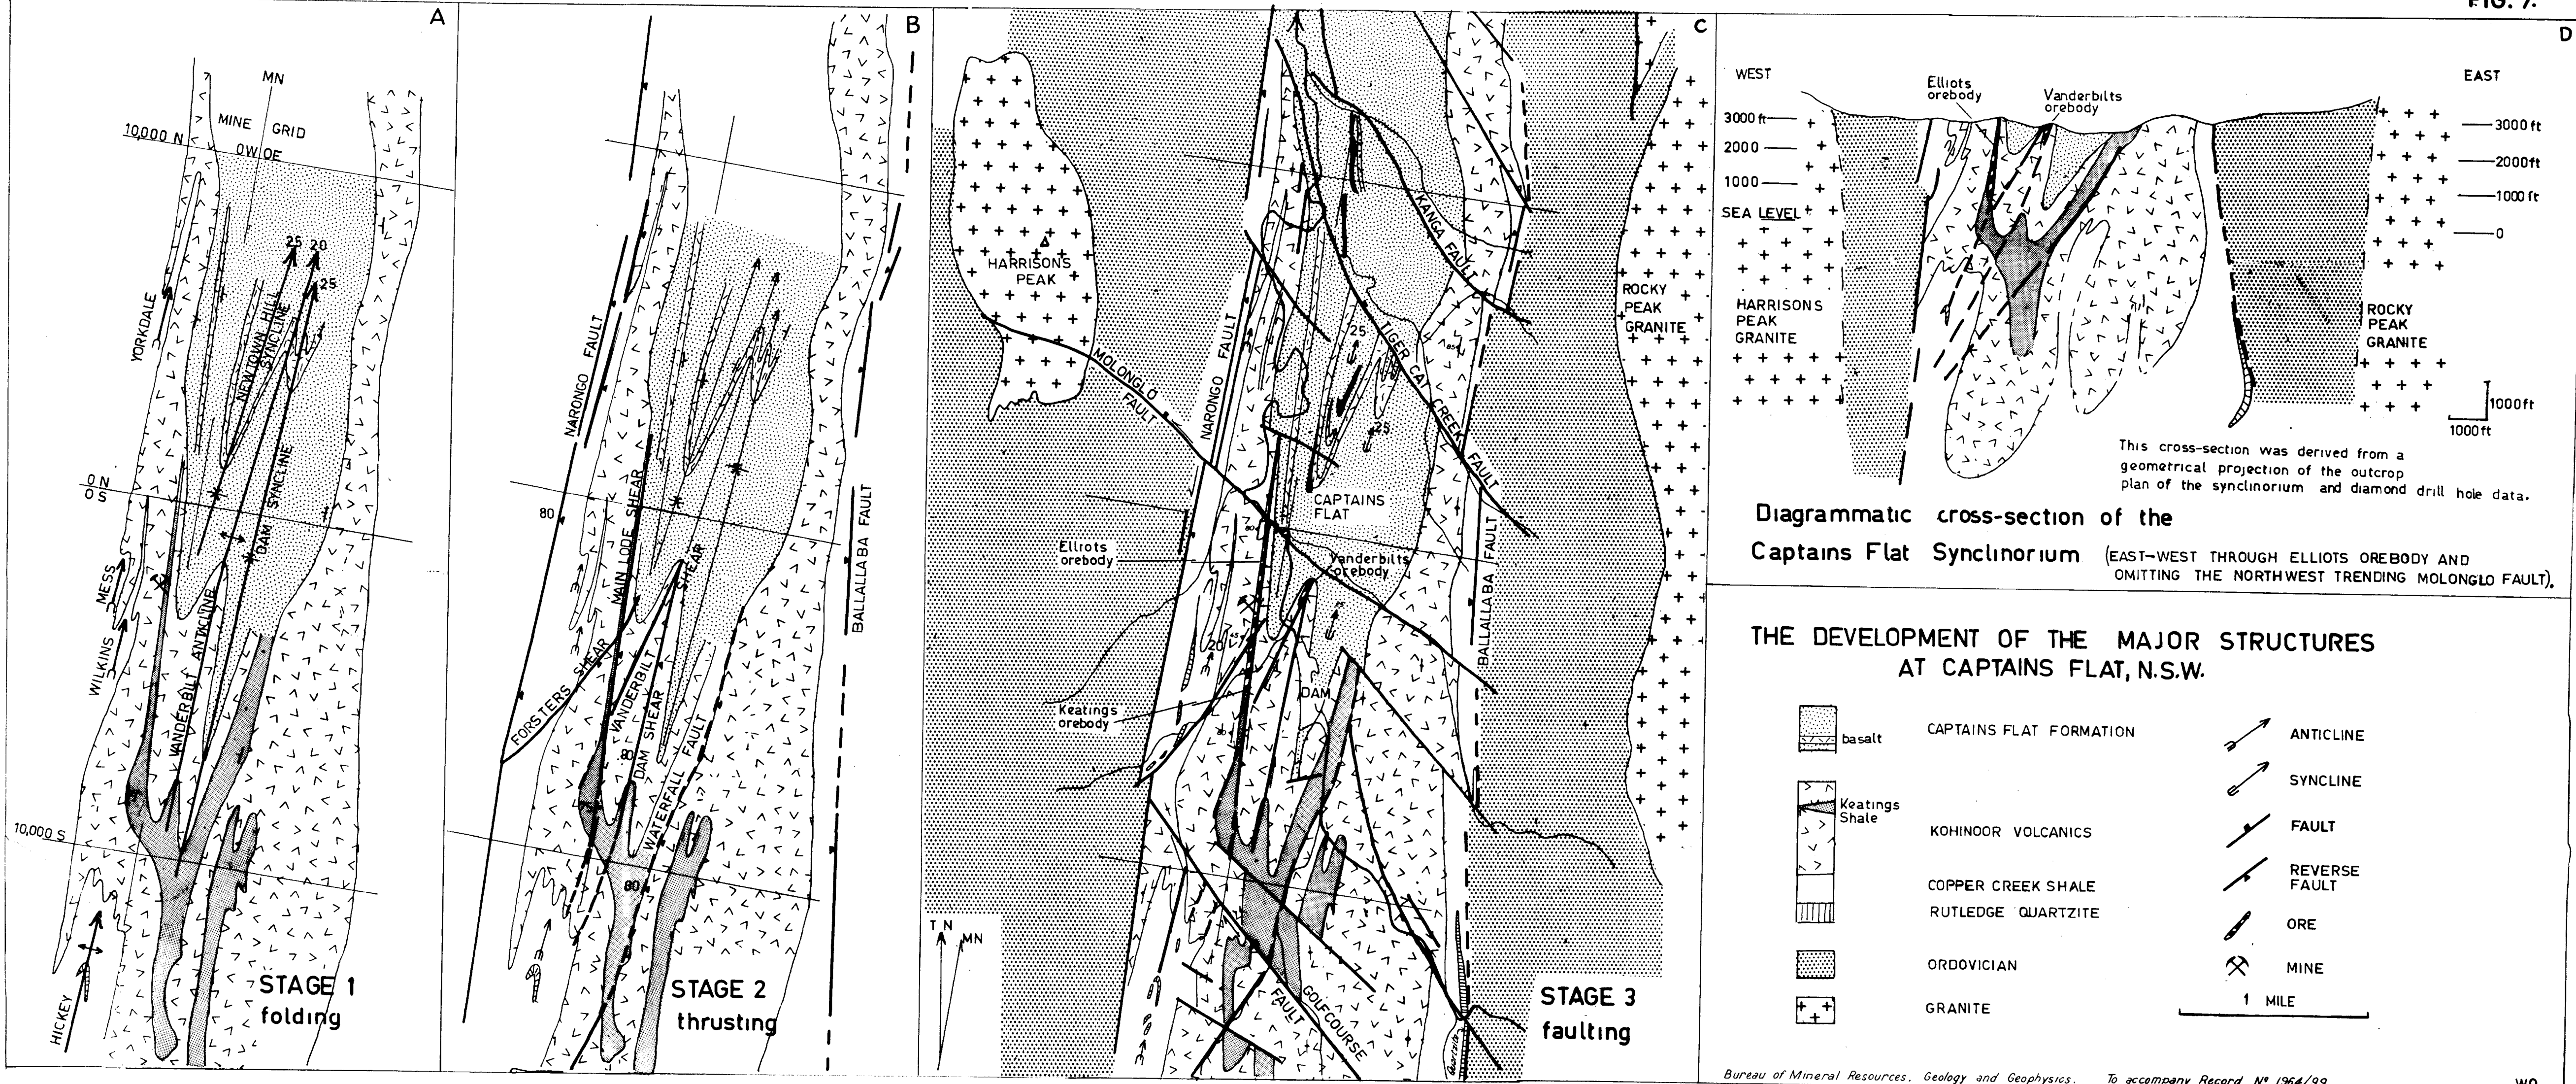 FIG. 7.
A
MN
MINE GRID
10,000 N
0W 0E
25 20
25
YORKDALE
NEWTOWN HILL
SYNCLINE
DAM SYNCLINE
0 N
0 S
MESS
WILKINS
VANDERBILT ANTICLINE
10,000 S
HICKEY
STAGE 1
folding
B
NARONGO FAULT
80
MAIN LODE SHEAR
FORSTERS SHEAR
VANDERBILT SHEAR
80
DAM SHEAR
WATERFALL FAULT
80
BALLALLABA FAULT
STAGE 2
thrusting
C
HARRISONS
PEAK
MOLONGLO
FAULT
NARONGO FAULT
KANGA FAULT
TIGER CAT CREEK FAULT
25
25
ROCKY
PEAK
GRANITE
CAPTAINS
FLAT
Elliots
orebody
Vanderbilts
orebody
BALLALLABA FAULT
20
DAM
Keatings
orebody
T N
MN
GOLFCOURSE
FAULT
Quartzite
STAGE 3
faulting
D
WEST
EAST
Elliots
orebody
Vanderbilts
orebody
3000 ft
2000
1000
SEA LEVEL
3000 ft
2000 ft
1000 ft
0
HARRISONS
PEAK
GRANITE
ROCKY
PEAK
GRANITE
1000 ft
1000 ft
This cross-section was derived from a
geometrical projection of the outcrop
plan of the synclinorium and diamond drill hole data.
Diagrammatic cross-section of the
Captains Flat Synclinorium (EAST-WEST THROUGH ELLIOTS OREBODY AND
OMITTING THE NORTHWEST TRENDING MOLONGLO FAULT).
THE DEVELOPMENT OF THE MAJOR STRUCTURES
AT CAPTAINS FLAT, N.S.W.
basalt
CAPTAINS FLAT FORMATION
Keatings
Shale
KOHINOOR VOLCANICS
COPPER CREEK SHALE
RUTLEDGE QUARTZITE
ORDOVICIAN
GRANITE
ANTICLINE
SYNCLINE
FAULT
REVERSE
FAULT
ORE
MINE
1 MILE
Bureau of Mineral Resources, Geology and Geophysics. To accompany Record No 1964/99